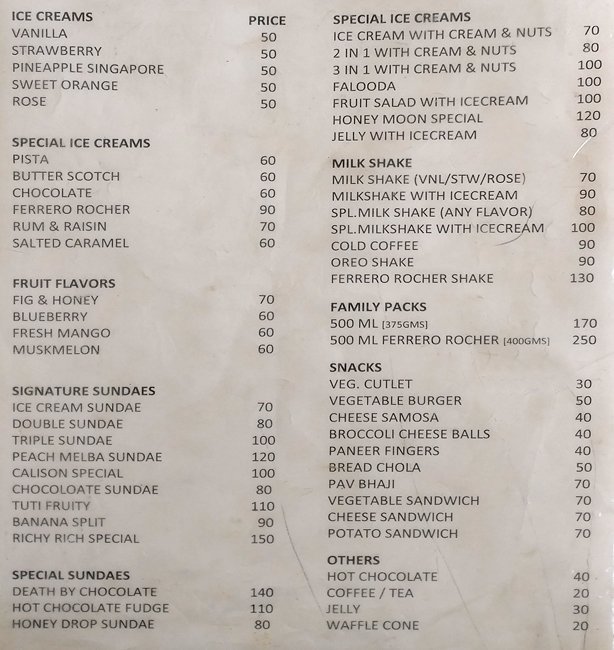 ICE CREAMS PRICE
VANILLA 50
STRAWBERRY 50
PINEAPPLE SINGAPORE 50
SWEET ORANGE 50
ROSE 50
SPECIAL ICE CREAMS
PISTA 60
BUTTER SCOTCH 60
CHOCOLATE 60
FERRERO ROCHER 90
RUM & RAISIN 70
SALTED CARAMEL 60
FRUIT FLAVORS
FIG & HONEY 70
BLUEBERRY 60
FRESH MANGO 60
MUSKMELON 60
SIGNATURE SUNDAES
ICE CREAM SUNDAE 70
DOUBLE SUNDAE 80
TRIPLE SUNDAE 100
PEACH MELBA SUNDAE 120
CALISON SPECIAL 100
CHOCOLOATE SUNDAE 80
TUTI FRUITY 110
BANANA SPLIT 90
RICHY RICH SPECIAL 150
SPECIAL SUNDAES
DEATH BY CHOCOLATE 140
HOT CHOCOLATE FUDGE 110
HONEY DROP SUNDAE 80
SPECIAL ICE CREAMS
ICE CREAM WITH CREAM & NUTS 70
2 IN 1 WITH CREAM & NUTS 80
3 IN 1 WITH CREAM & NUTS 100
FALOODA 100
FRUIT SALAD WITH ICECREAM 100
HONEY MOON SPECIAL 120
JELLY WITH ICECREAM 80
MILK SHAKE
MILK SHAKE (VNL/STW/ROSE) 70
MILKSHAKE WITH ICECREAM 90
SPL.MILK SHAKE (ANY FLAVOR) 80
SPL.MILKSHAKE WITH ICECREAM 100
COLD COFFEE 90
OREO SHAKE 90
FERRERO ROCHER SHAKE 130
FAMILY PACKS
500 ML [375GMS] 170
500 ML FERRERO ROCHER [400GMS] 250
SNACKS
VEG. CUTLET 30
VEGETABLE BURGER 50
CHEESE SAMOSA 40
BROCCOLI CHEESE BALLS 40
PANEER FINGERS 40
BREAD CHOLA 50
PAV BHAJI 70
VEGETABLE SANDWICH 70
CHEESE SANDWICH 70
POTATO SANDWICH 70
OTHERS
HOT CHOCOLATE 40
COFFEE / TEA 20
JELLY 30
WAFFLE CONE 20